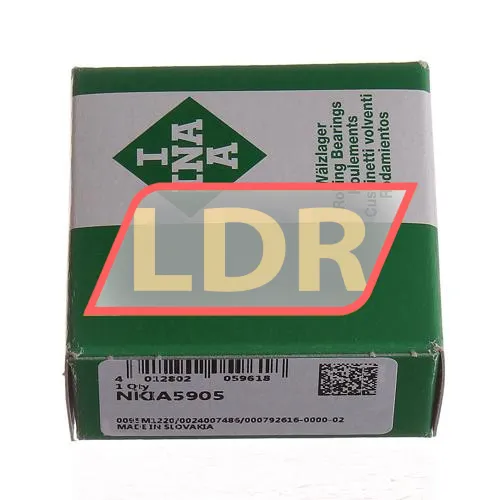 I
INA
A
Wälzlager
Rolling Bearings
Roulements
Cuscinetti volventi
Rodamientos
LDR
4 012802 059618
1 Qty
NKIA5905
0095M1220/0024007486/000792616-0000-02
MADE IN SLOVAKIA